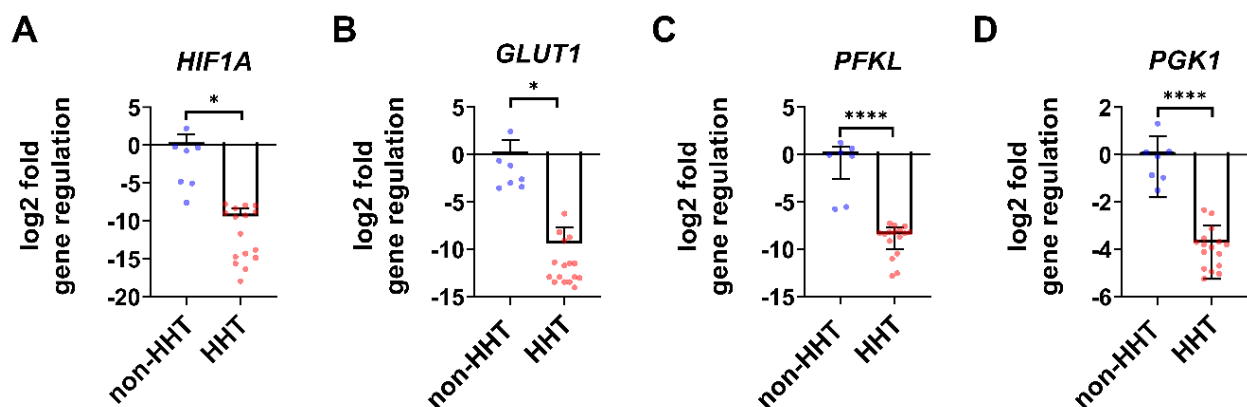 A
HIF1A
*
log2 fold
gene regulation
5
0
-5
-10
-15
-20
non-HHT
HHT
B
GLUT1
*
log2 fold
gene regulation
5
0
-5
-10
-15
non-HHT
HHT
C
PFKL
****
log2 fold
gene regulation
5
0
-5
-10
-15
non-HHT
HHT
D
PGK1
****
log2 fold
gene regulation
2
0
-2
-4
-6
non-HHT
HHT